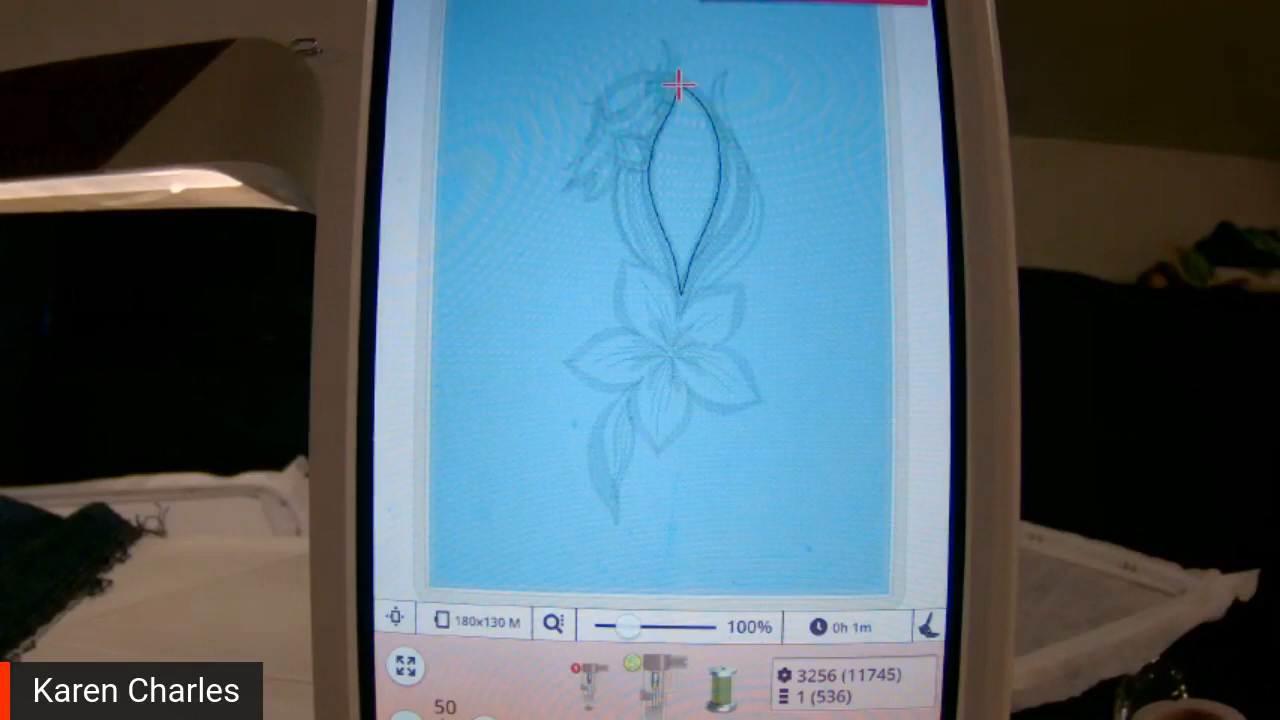 180x130 M
100%
0h 1m
3256 (11745)
1 (536)
50
Karen Charles